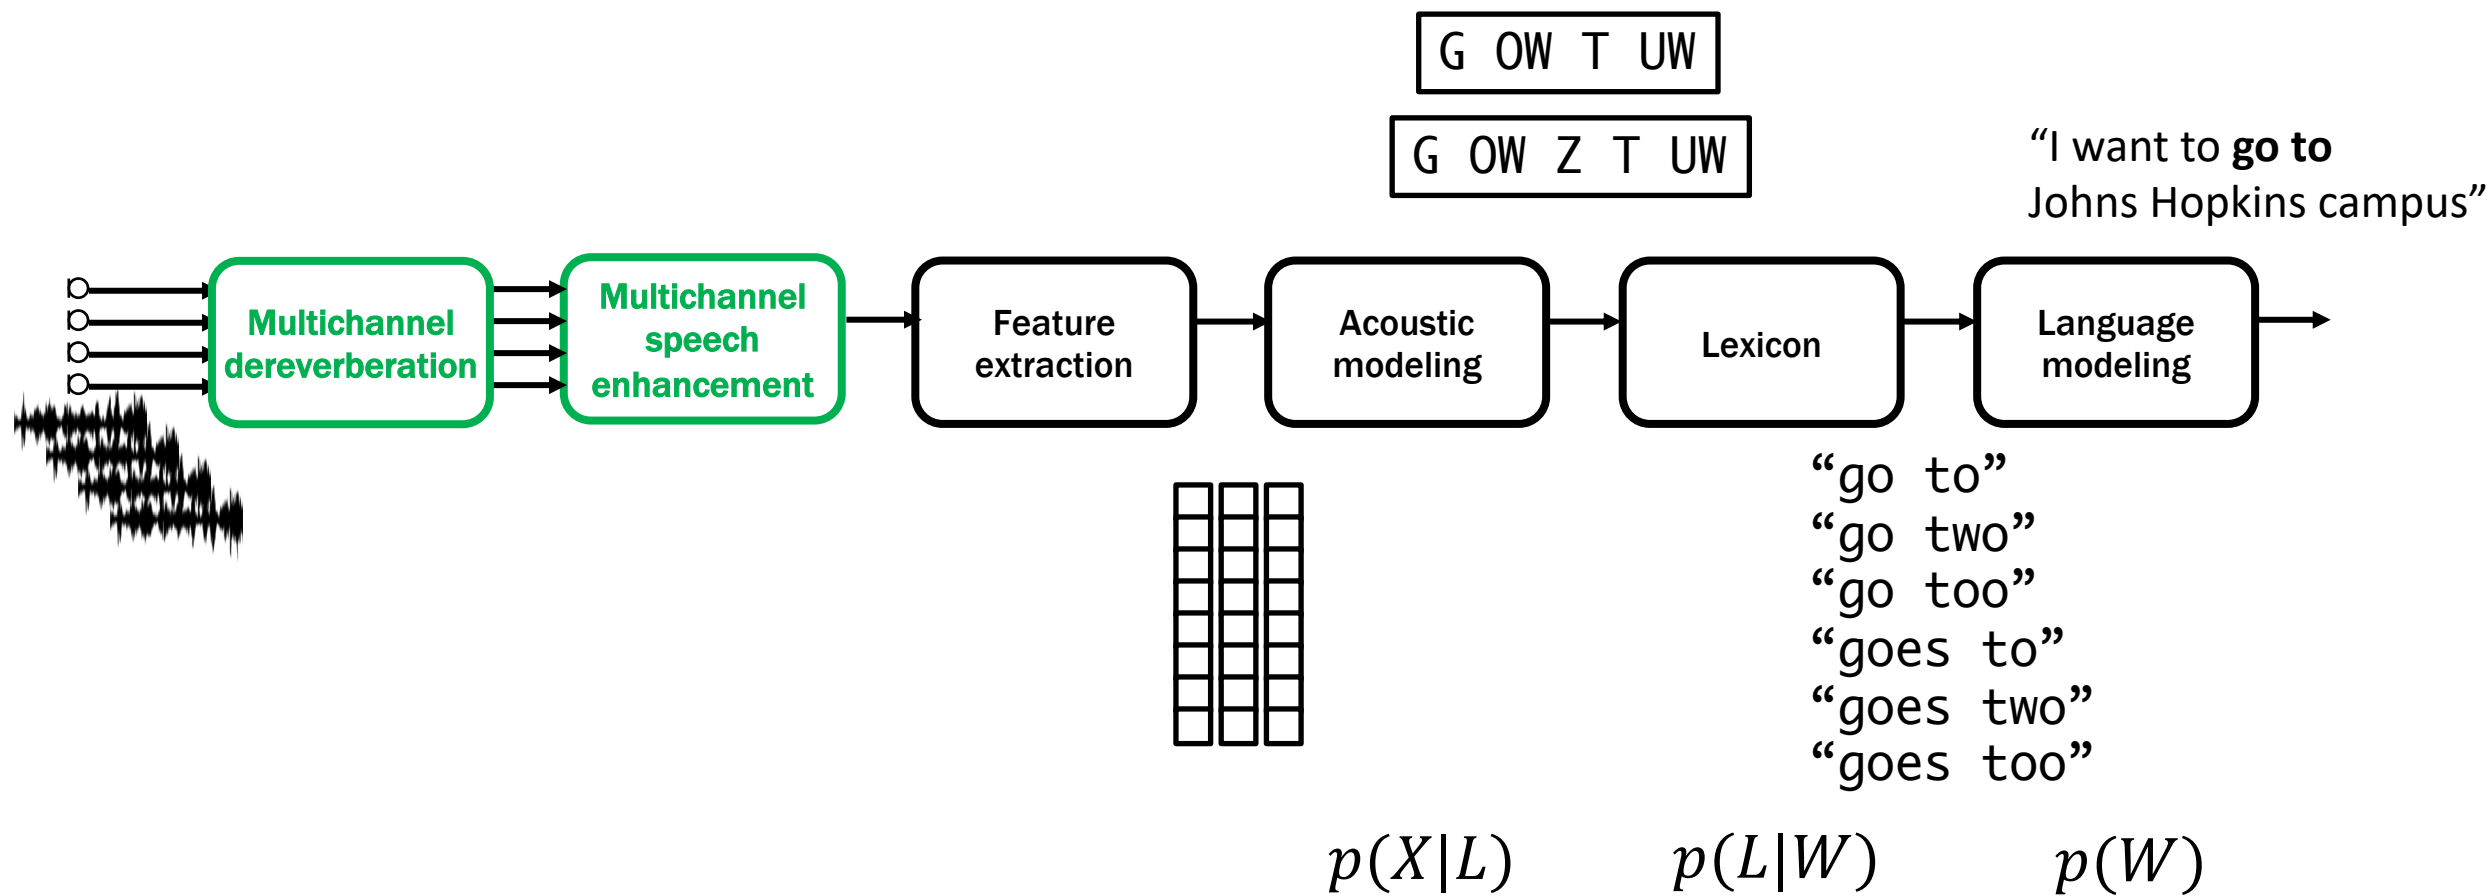 G OW T UW
G OW Z T UW
“I want to go to
Johns Hopkins campus”
Multichannel
dereverberation
Multichannel
speech
enhancement
Feature
extraction
Acoustic
modeling
Lexicon
Language
modeling
“go to”
“go two”
“go too”
“goes to”
“goes two”
“goes too”
p(X|L)
p(L|W)
p(W)